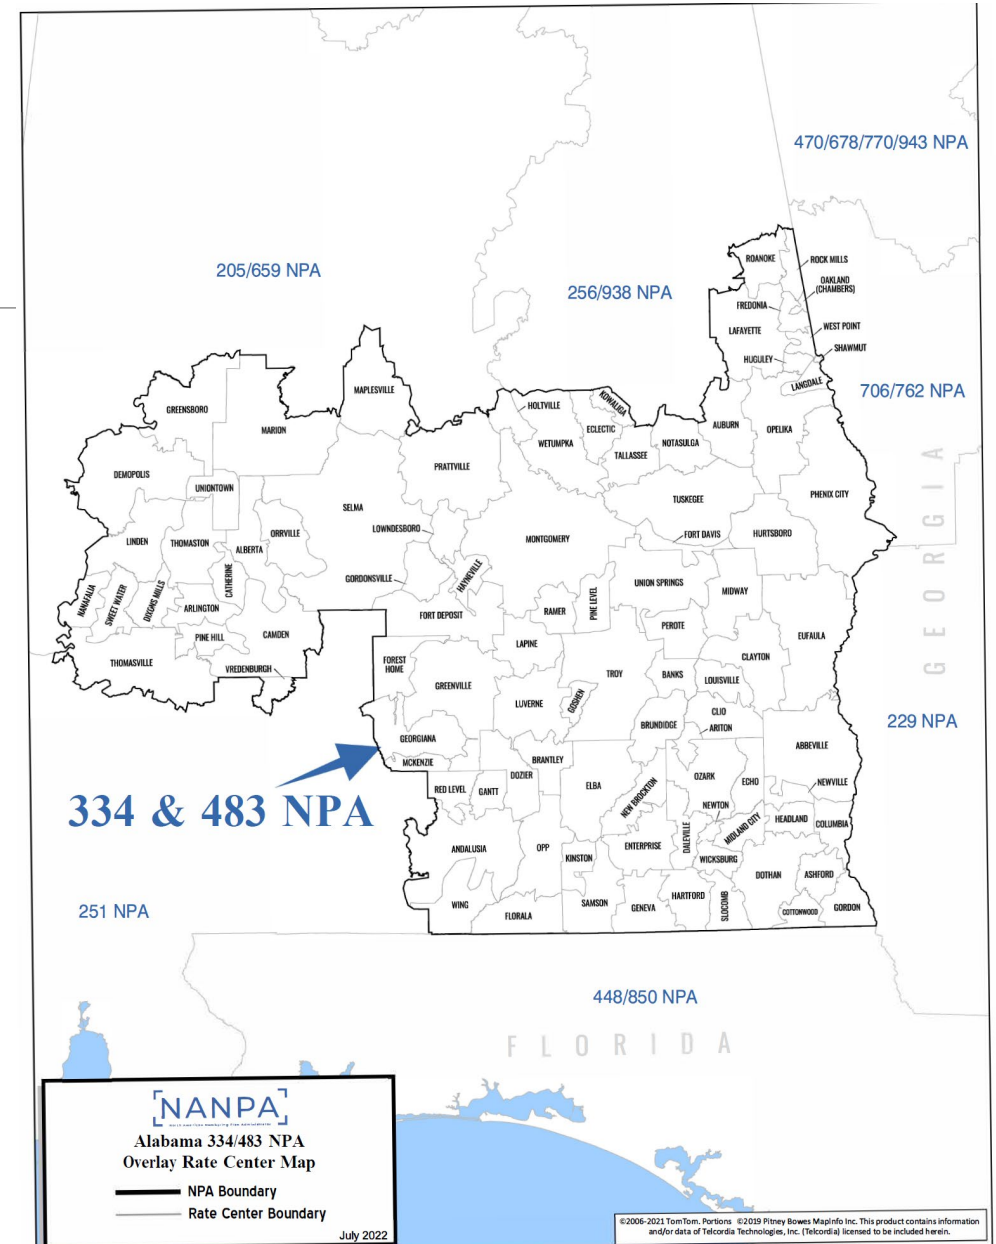 470/678/770/943 NPA
205/659 NPA
256/938 NPA
706/762 NPA
GEORGIA
229 NPA
334 & 483 NPA
251 NPA
448/850 NPA
FLORIDA
ROANOKE
ROCK MILLS
OAKLAND
(CHAMBERS)
FREDONIA
LAFAYETTE
WEST POINT
SHAWMUT
HUGULEY
LANGDALE
MAPLESVILLE
GREENSBORO
MARION
HOLTVILLE
KOWALIGA
ECLECTIC
WETUMPKA
TALLASSEE
NOTASULGA
AUBURN
OPELIKA
DEMOPOLIS
UNIONTOWN
PRATTVILLE
TUSKEGEE
PHENIX CITY
SELMA
LOWNDESBORO
LINDEN
THOMASTON
ALBERTA
ORRVILLE
MONTGOMERY
FORT DAVIS
HURTSBORO
NANAFALIA
SWEET WATER
DIXONS MILLS
CATHERINE
ARLINGTON
GORDONSVILLE
HAYNEVILLE
FORT DEPOSIT
RAMER
PINE LEVEL
UNION SPRINGS
MIDWAY
PEROTE
EUFAULA
PINE HILL
CAMDEN
THOMASVILLE
VREDENBURGH
FOREST
HOME
LAPINE
GREENVILLE
TROY
BANKS
CLAYTON
LOUISVILLE
LUVERNE
GOSHEN
CLIO
BRUNDIDGE
ARITON
GEORGIANA
ABBEVILLE
MCKENZIE
BRANTLEY
DOZIER
RED LEVEL
GANTT
ELBA
NEW BROCKTON
OZARK
ECHO
NEWVILLE
NEWTON
MIDLAND CITY
HEADLAND
COLUMBIA
ANDALUSIA
OPP
KINSTON
ENTERPRISE
DALEVILLE
WICKSBURG
DOTHAN
ASHFORD
WING
FLORALA
SAMSON
GENEVA
HARTFORD
SLOCOMB
COTTONWOOD
GORDON
NANPA
Alabama 334/483 NPA
Overlay Rate Center Map
NPA Boundary
Rate Center Boundary
July 2022
©2006-2021 TomTom. Portions ©2019 Pitney Bowes MapInfo Inc. This product contains information
and/or data of Telcordia Technologies, Inc. (Telcordia) licensed to be included herein.